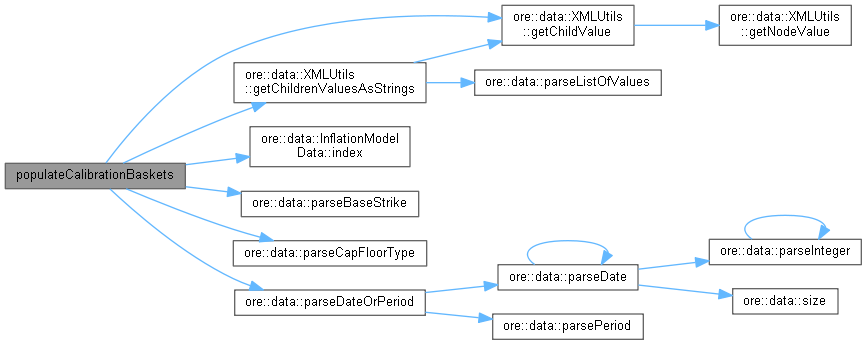 populateCalibrationBaskets
ore::data::XMLUtils
::getChildValue
ore::data::XMLUtils
::getNodeValue
ore::data::XMLUtils
::getChildrenValuesAsStrings
ore::data::parseListOfValues
ore::data::InflationModel
Data::index
ore::data::parseBaseStrike
ore::data::parseCapFloorType
ore::data::parseDateOrPeriod
ore::data::parseDate
ore::data::parseInteger
ore::data::size
ore::data::parsePeriod